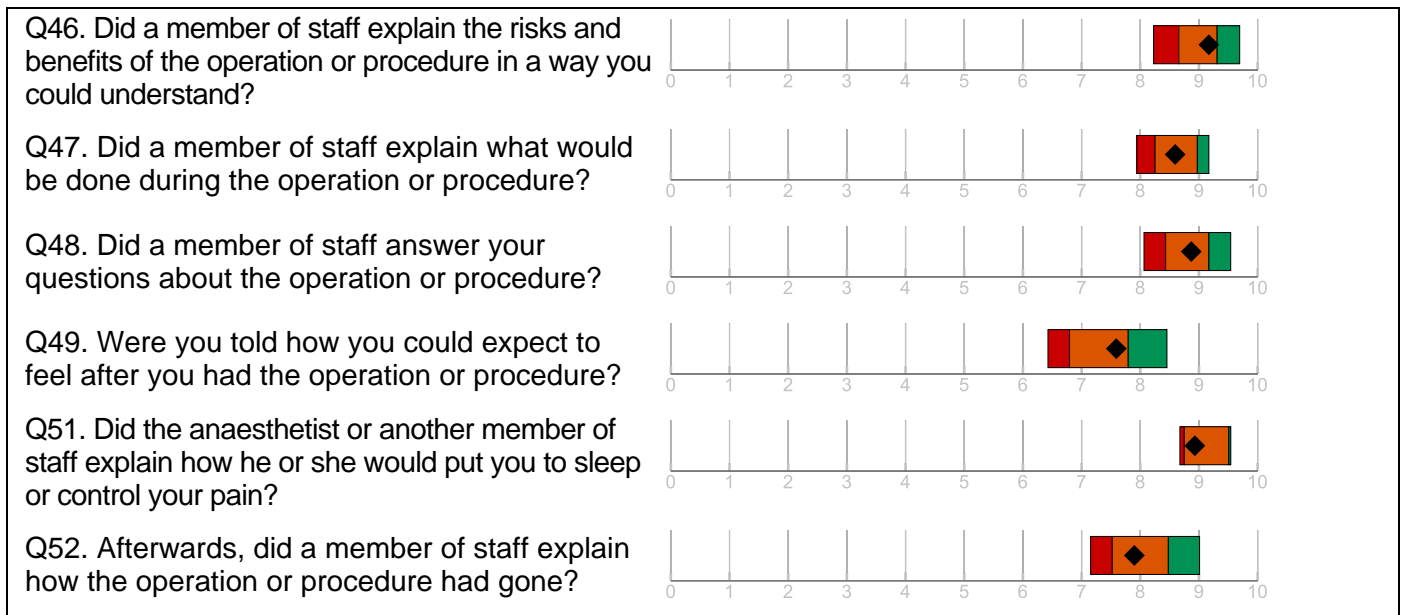 Q46. Did a member of staff explain the risks and
benefits of the operation or procedure in a way you
could understand?
0 1 2 3 4 5 6 7 8 9 10
Q47. Did a member of staff explain what would
be done during the operation or procedure?
0 1 2 3 4 5 6 7 8 9 10
Q48. Did a member of staff answer your
questions about the operation or procedure?
0 1 2 3 4 5 6 7 8 9 10
Q49. Were you told how you could expect to
feel after you had the operation or procedure?
0 1 2 3 4 5 6 7 8 9 10
Q51. Did the anaesthetist or another member of
staff explain how he or she would put you to sleep
or control your pain?
0 1 2 3 4 5 6 7 8 9 10
Q52. Afterwards, did a member of staff explain
how the operation or procedure had gone?
0 1 2 3 4 5 6 7 8 9 10